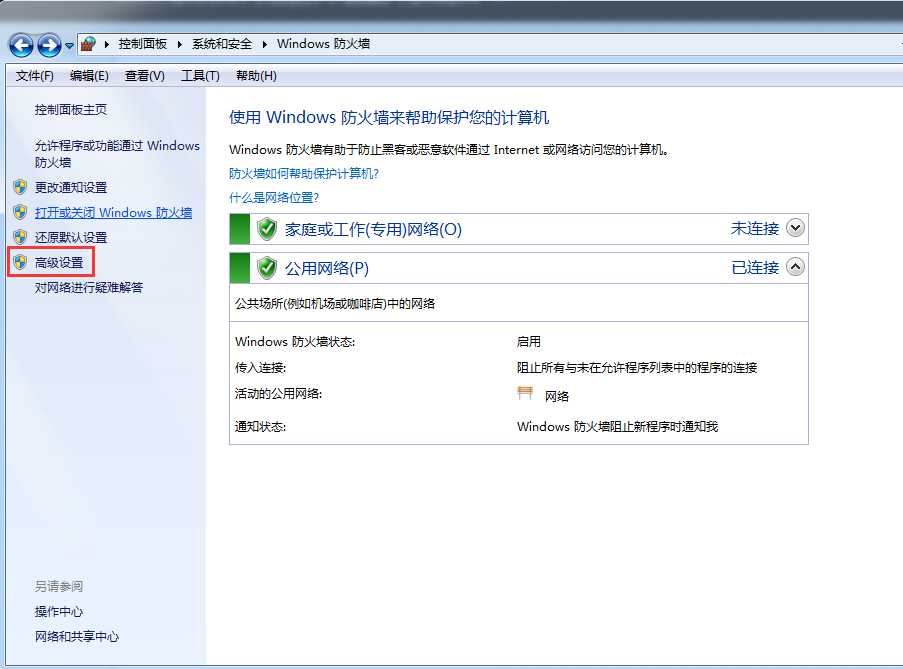 控制面板 ▸ 系统和安全 ▸ Windows 防火墙
文件(F) 编辑(E) 查看(V) 工具(T) 帮助(H)
控制面板主页
允许程序或功能通过 Windows
防火墙
更改通知设置
打开或关闭 Windows 防火墙
还原默认设置
高级设置
对网络进行疑难解答
另请参阅
操作中心
网络和共享中心
使用 Windows 防火墙来帮助保护您的计算机
Windows 防火墙有助于防止黑客或恶意软件通过 Internet 或网络访问您的计算机。
防火墙如何帮助保护计算机?
什么是网络位置?
家庭或工作(专用)网络(O) 未连接
公用网络(P) 已连接
公共场所(例如机场或咖啡店)中的网络
Windows 防火墙状态: 启用
传入连接: 阻止所有与未在允许程序列表中的程序的连接
活动的公用网络: 网络
通知状态: Windows 防火墙阻止新程序时通知我